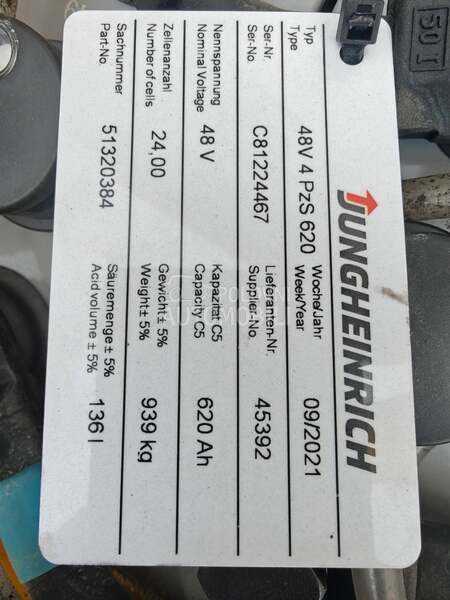 JUNGHEINRICH
Typ
Type
48V 4 PzS 620
Woche/Jahr
Week/Year
09/2021
Ser-Nr.
Ser-No.
C81224467
Lieferanten-Nr.
Supplier-No.
45392
Nennspannung
Nominal Voltage
48 V
Kapazität C5
Capacity C5
620 Ah
Zellenanzahl
Number of cells
24,00
Gewicht± 5%
Weight± 5%
939 kg
Sachnummer
Part-No.
51320384
Säuremenge± 5%
Acid volume± 5%
136 l
501